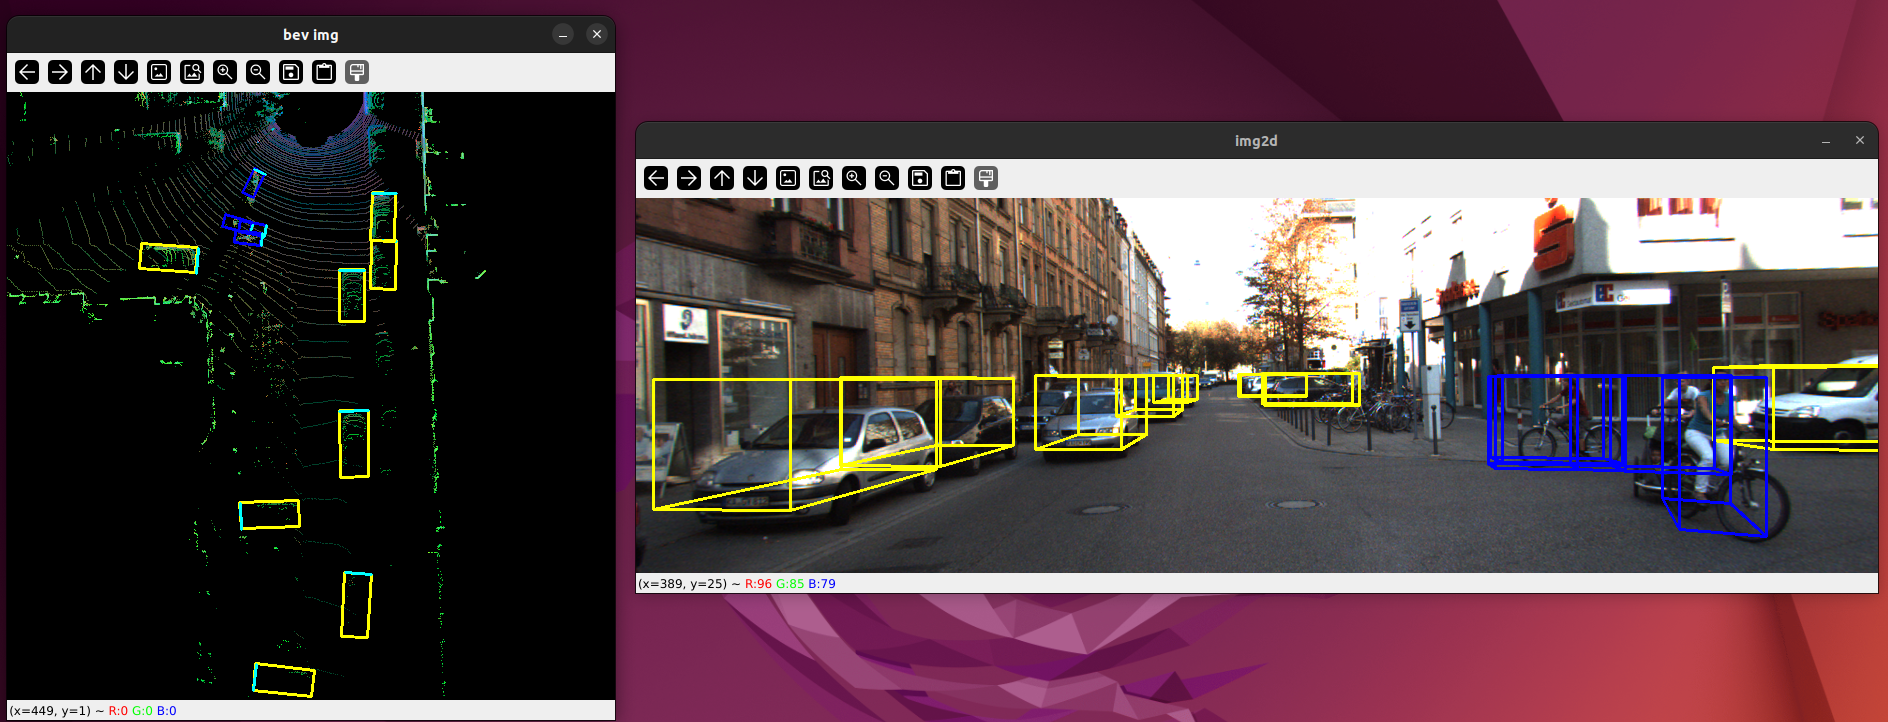 bev img
img2d
(x=389, y=25) ~ R:96 G:85 B:79
(x=449, y=1) ~ R:0 G:0 B:0